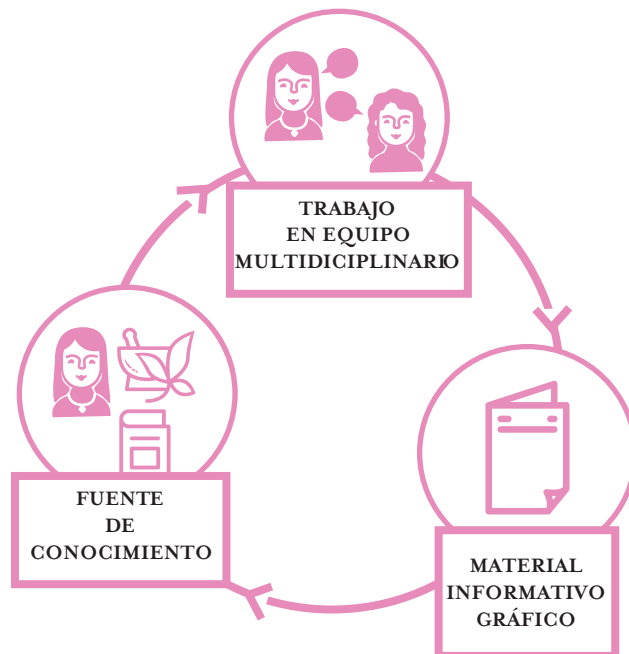 TRABAJO
EN EQUIPO
MULTIDICIPLINARIO
FUENTE
DE
CONOCIMIENTO
MATERIAL
INFORMATIVO
GRÁFICO